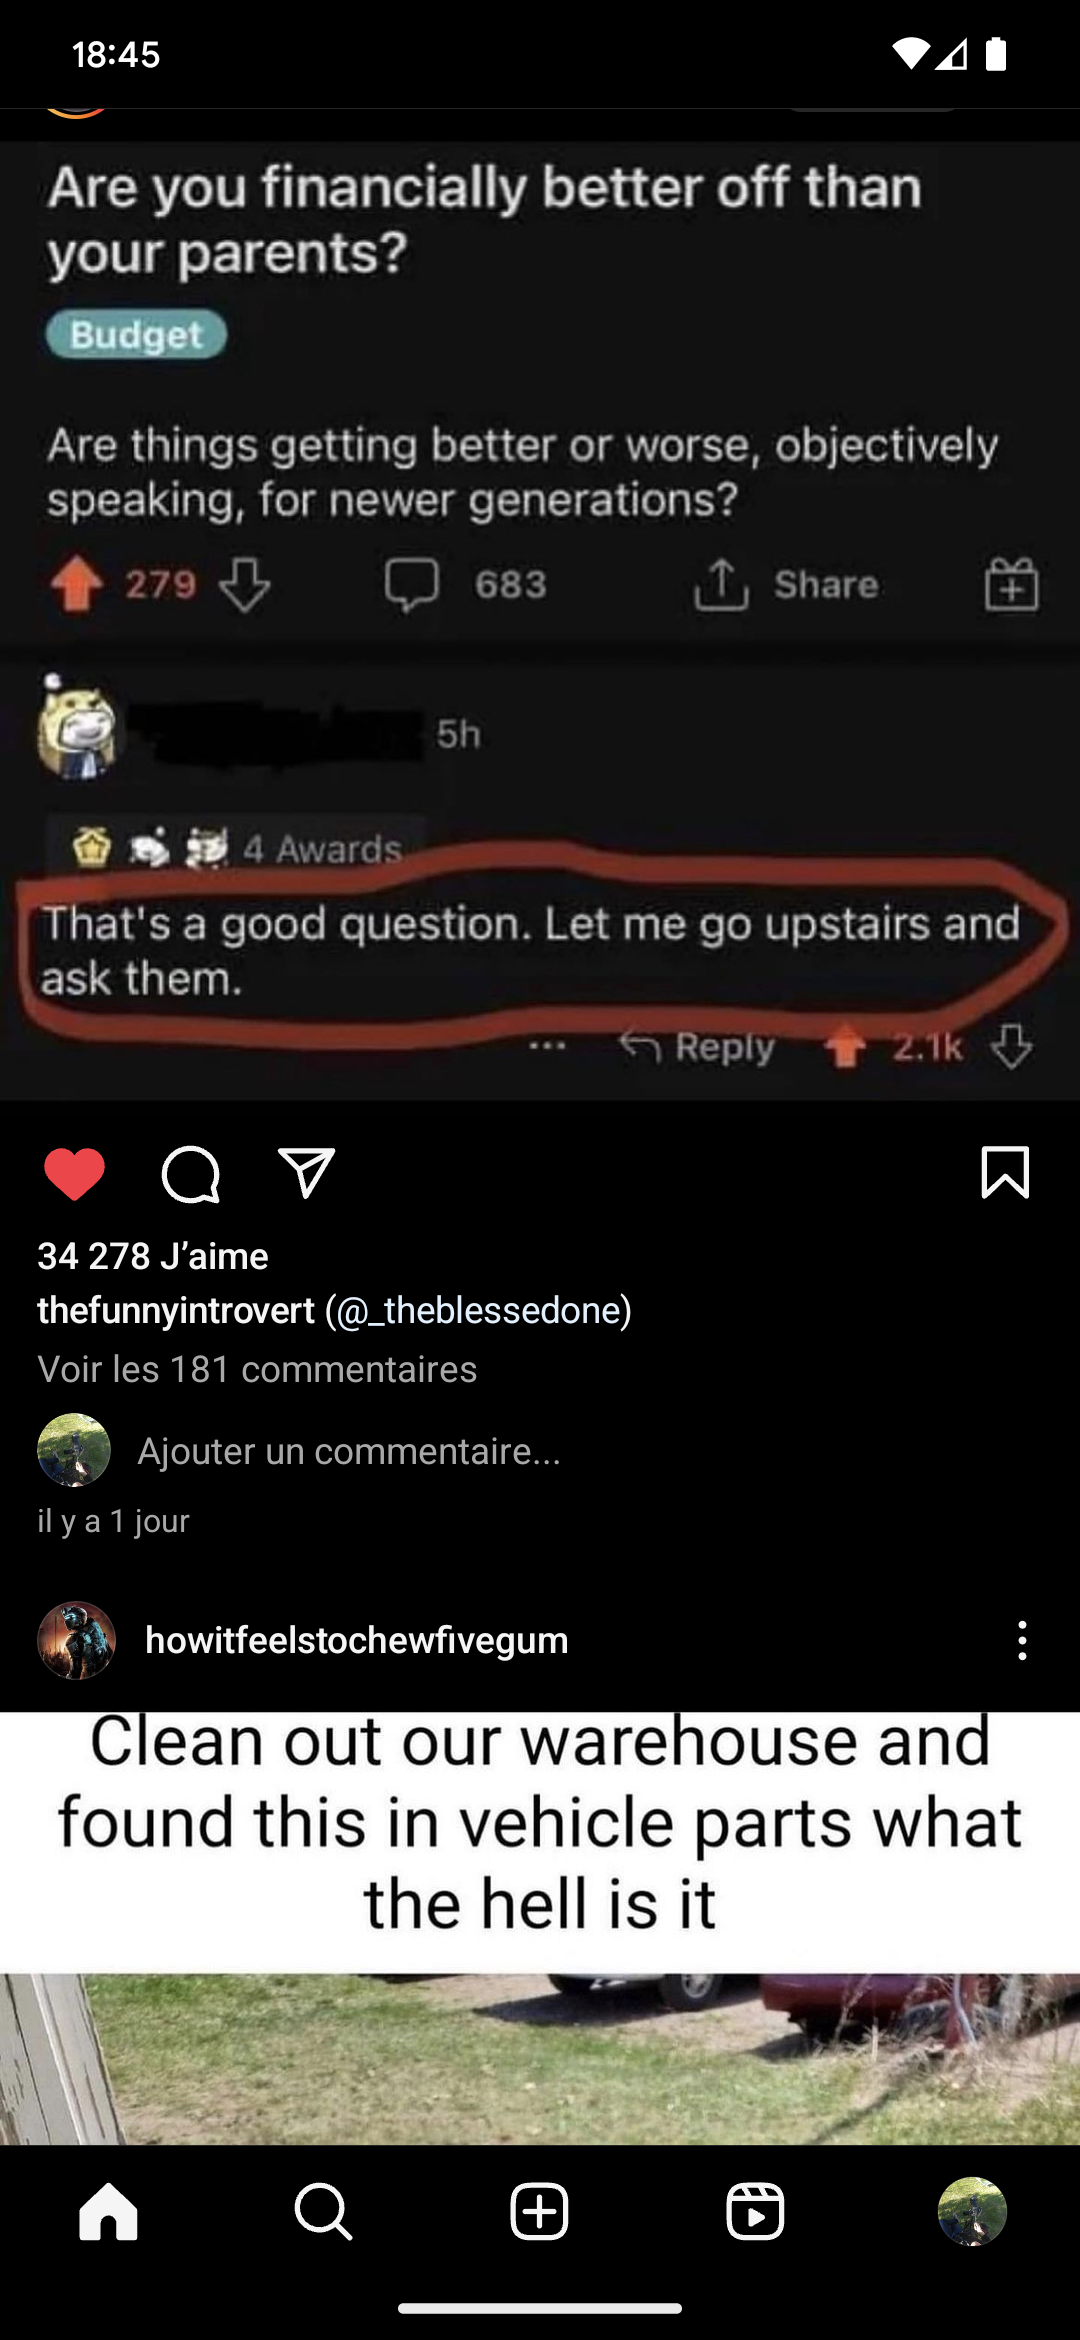 18:45
Are you financially better off than
your parents?
Budget
Are things getting better or worse, objectively
speaking, for newer generations?
279
683
Share
5h
4 Awards
That's a good question. Let me go upstairs and
ask them.
Reply
2.1k
34 278 J’aime
thefunnyintrovert (@_theblessedone)
Voir les 181 commentaires
Ajouter un commentaire...
il y a 1 jour
howitfeelstochewfivegum
Clean out our warehouse and
found this in vehicle parts what
the hell is it